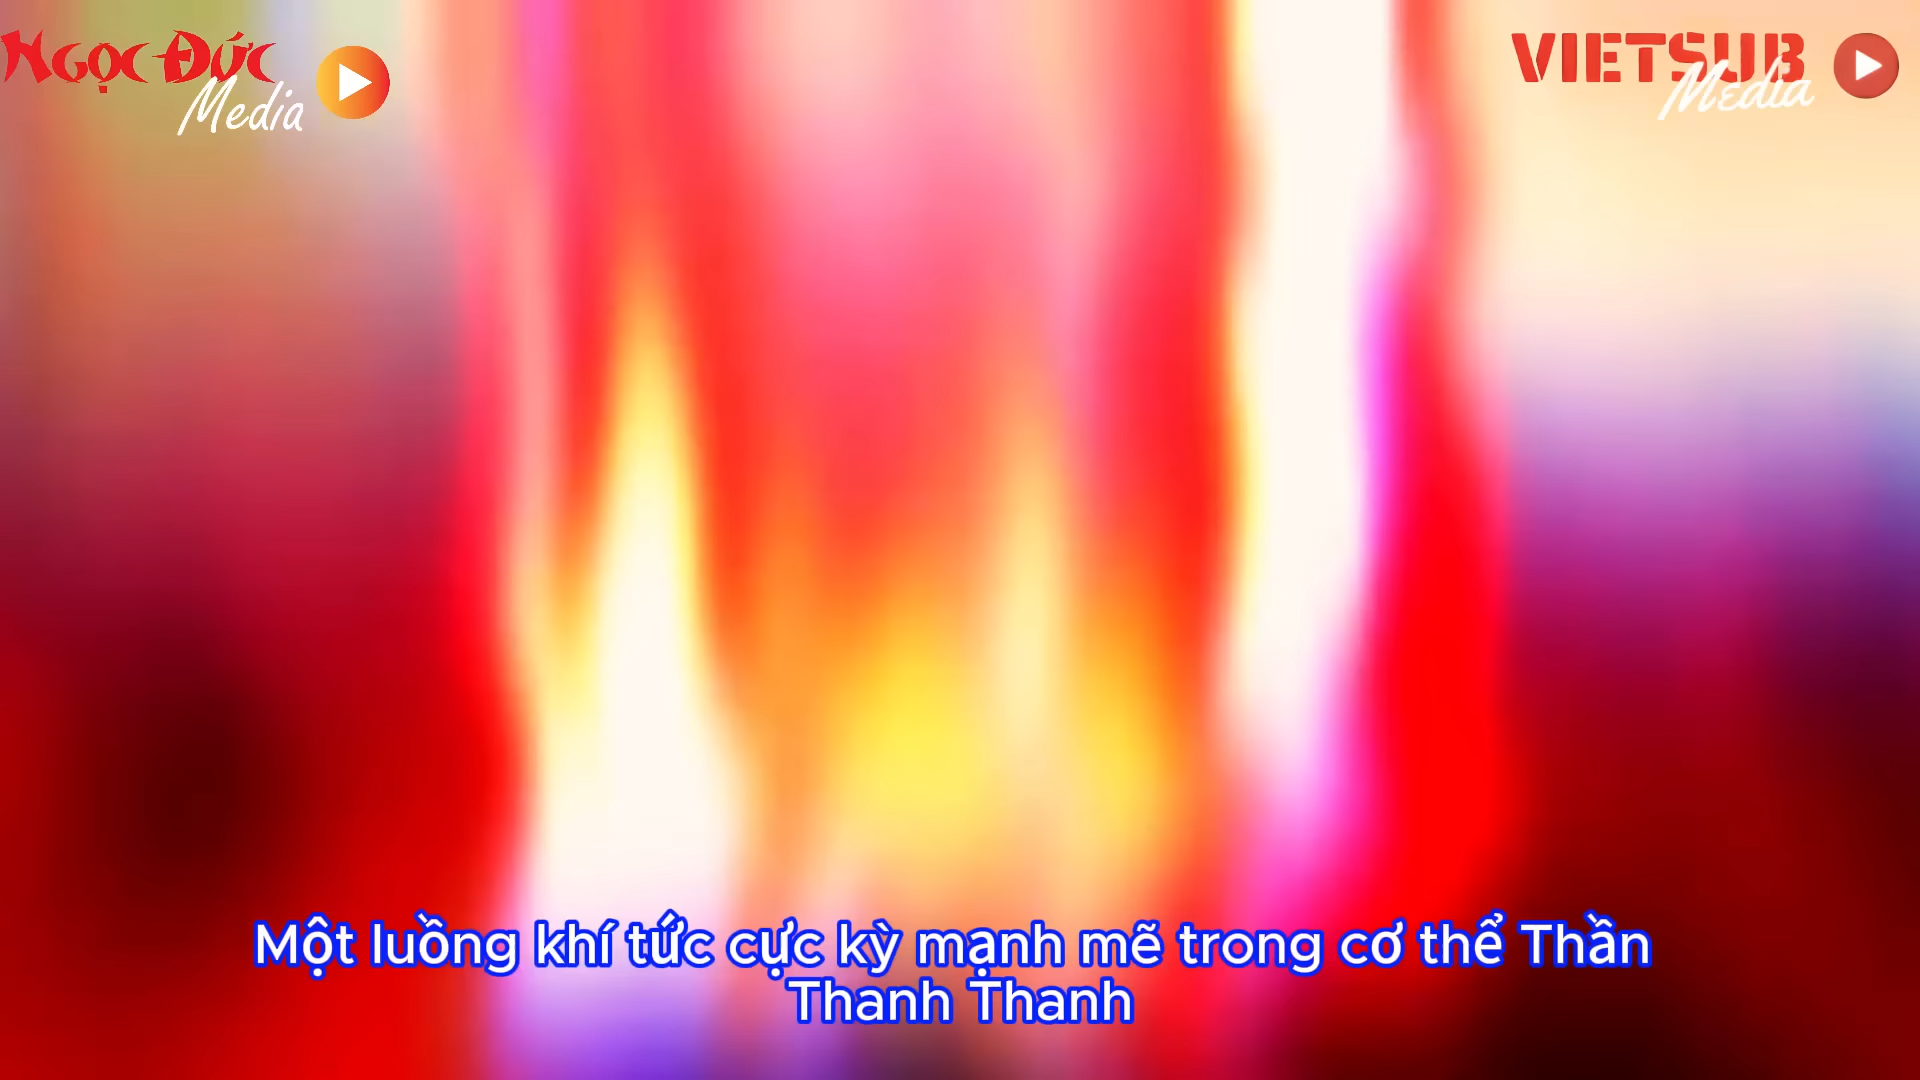 Ngọc Đức
Media
VIETSUB
Media
Một luồng khí tức cực kỳ mạnh mẽ trong cơ thể Thần
Thanh Thanh